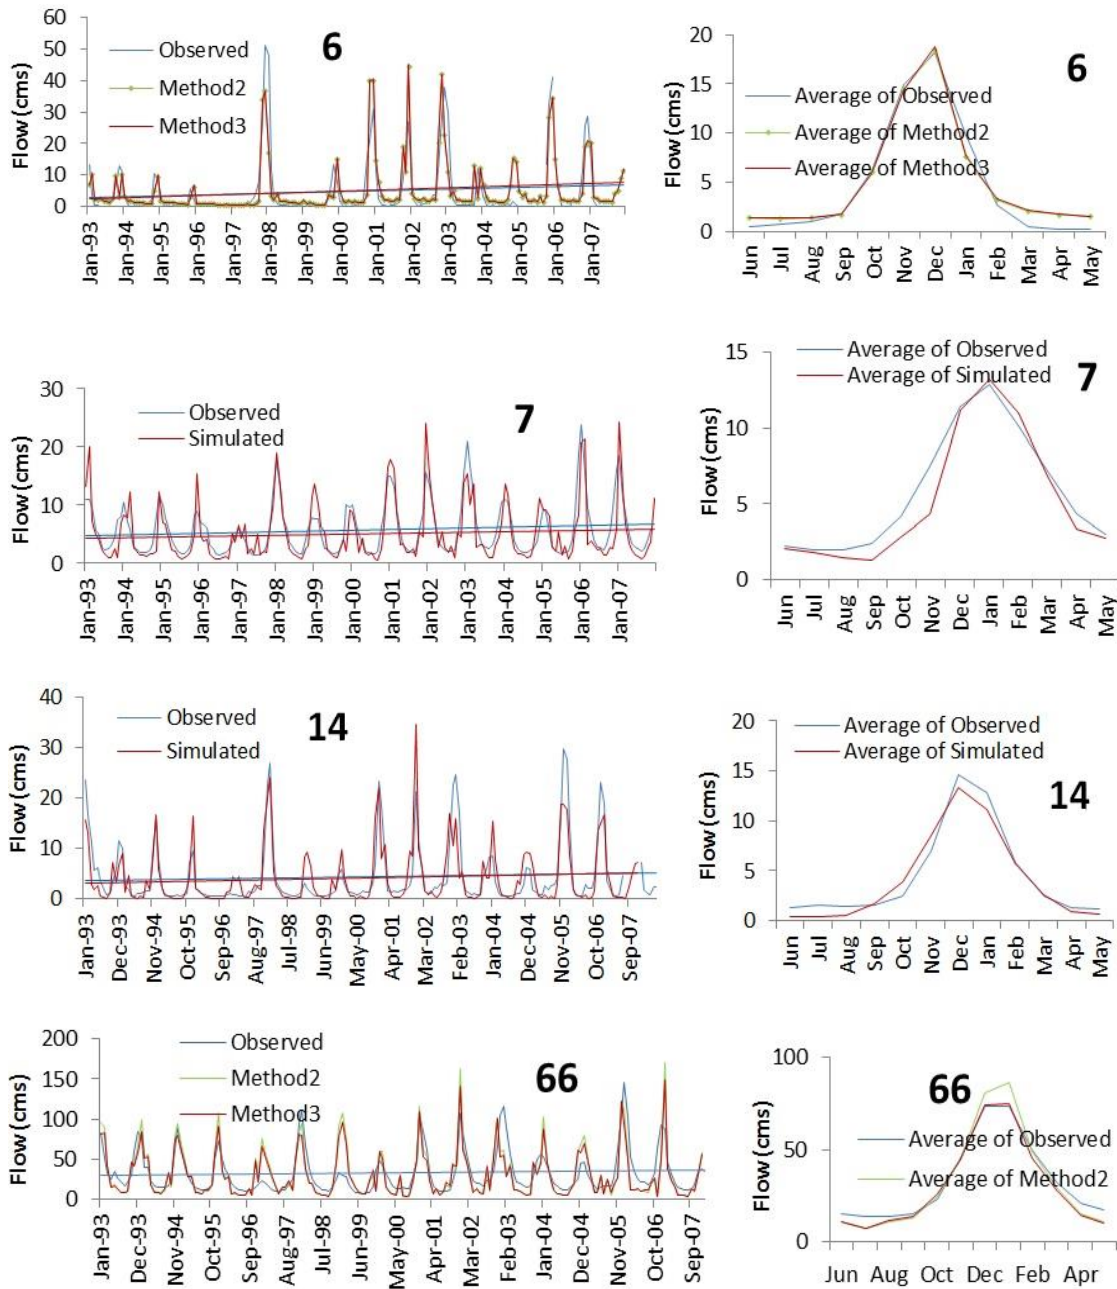 60
50
40
30
20
10
0
Flow (cms)
Observed
Method2
Method3
6
Jan-93
Jan-94
Jan-95
Jan-96
Jan-97
Jan-98
Jan-99
Jan-00
Jan-01
Jan-02
Jan-03
Jan-04
Jan-05
Jan-06
Jan-07
20
15
10
5
0
Flow (cms)
Average of Observed
Average of Method2
Average of Method3
6
Jun
Jul
Aug
Sep
Oct
Nov
Dec
Jan
Feb
Mar
Apr
May
30
20
10
0
Flow (cms)
Observed
Simulated
7
Jan-93
Jan-94
Jan-95
Jan-96
Jan-97
Jan-98
Jan-99
Jan-00
Jan-01
Jan-02
Jan-03
Jan-04
Jan-05
Jan-06
Jan-07
15
10
5
0
Flow (cms)
Average of Observed
Average of Simulated
7
Jun
Jul
Aug
Sep
Oct
Nov
Dec
Jan
Feb
Mar
Apr
May
40
30
20
10
0
Flow (cms)
Observed
Simulated
14
Jan-93
Dec-93
Nov-94
Oct-95
Sep-96
Aug-97
Jul-98
Jun-99
May-00
Apr-01
Mar-02
Feb-03
Jan-04
Dec-04
Nov-05
Oct-06
Sep-07
20
15
10
5
0
Flow (cms)
Average of Observed
Average of Simulated
14
Jun
Jul
Aug
Sep
Oct
Nov
Dec
Jan
Feb
Mar
Apr
May
200
150
100
50
0
Flow (cms)
Observed
Method2
Method3
66
Jan-93
Dec-93
Nov-94
Oct-95
Sep-96
Aug-97
Jul-98
Jun-99
May-00
Apr-01
Mar-02
Feb-03
Jan-04
Dec-04
Nov-05
Oct-06
Sep-07
100
50
0
Flow (cms)
66
Average of Observed
Average of Method2
Jun Aug Oct Dec Feb Apr